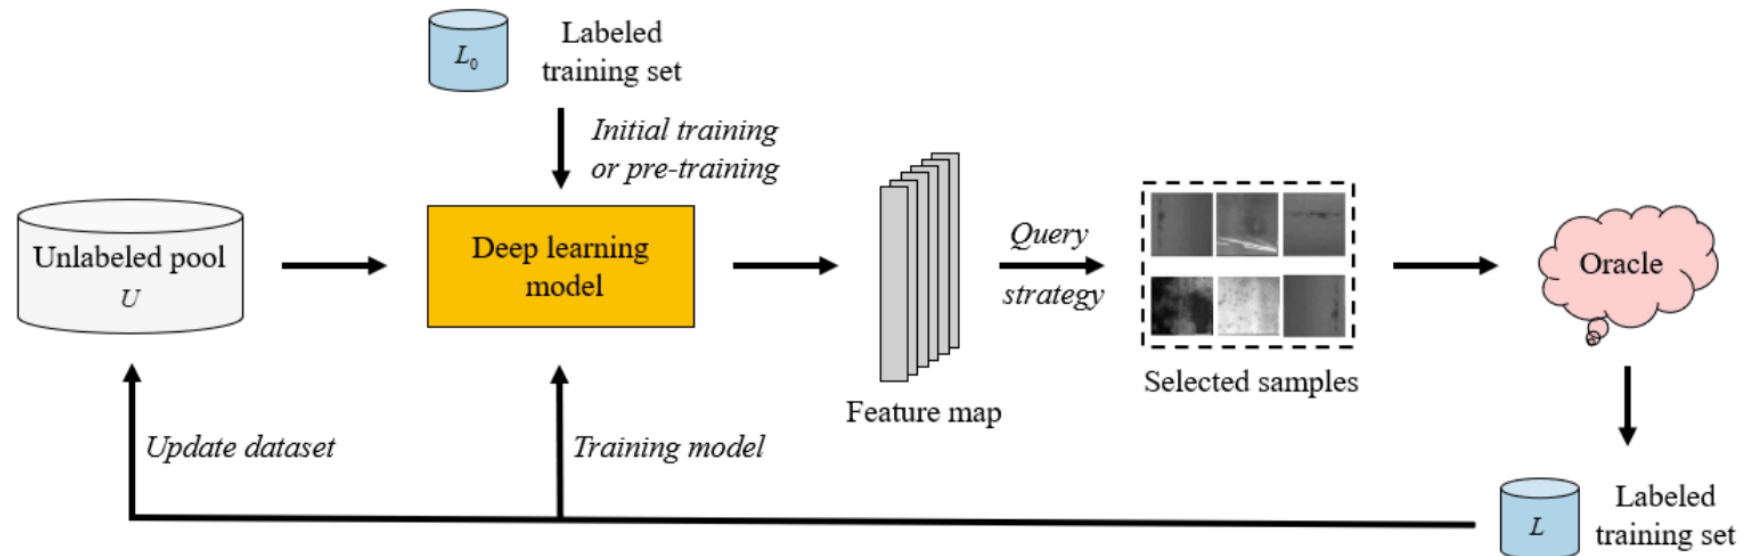 L0
Labeled
training set
Initial training
or pre-training
Unlabeled pool
U
Deep learning
model
Feature map
Query
strategy
Selected samples
Oracle
Update dataset
Training model
L
Labeled
training set